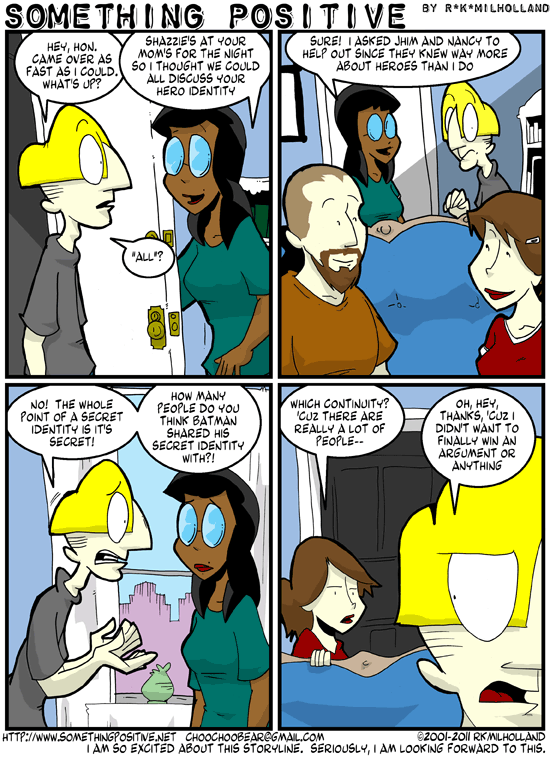 SOMETHING POSITIVE
BY R*K*MILHOLLAND
HEY, HON.
CAME OVER AS
FAST AS I COULD.
WHAT'S UP?
SHAZZIE'S AT YOUR
MOM'S FOR THE NIGHT
SO I THOUGHT WE COULD
ALL DISCUSS YOUR
HERO IDENTITY
"ALL"?
SURE! I ASKED JHIM AND NANCY TO
HELP OUT SINCE THEY KNEW WAY MORE
ABOUT HEROES THAN I DO
NO! THE WHOLE
POINT OF A SECRET
IDENTITY IS IT'S
SECRET!
HOW MANY
PEOPLE DO YOU
THINK BATMAN
SHARED HIS
SECRET IDENTITY
WITH?!
WHICH CONTINUITY?
'CUZ THERE ARE
REALLY A LOT OF
PEOPLE--
OH, HEY,
THANKS, 'CUZ I
DIDN'T WANT TO
FINALLY WIN AN
ARGUMENT OR
ANYTHING
HTTP://WWW.SOMETHINGPOSITIVE.NET CHOOCHOOBEAR@GMAIL.COM ©2001-2011 RKMILHOLLAND
I AM SO EXCITED ABOUT THIS STORYLINE. SERIOUSLY, I AM LOOKING FORWARD TO THIS.